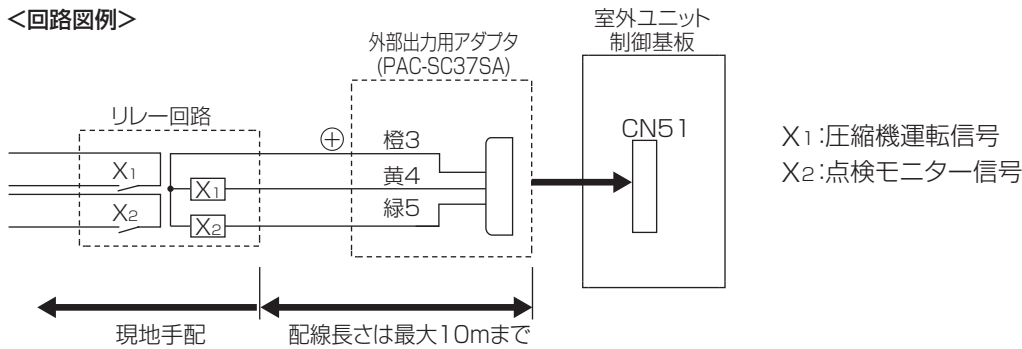 <回路図例>
室外ユニット
制御基板
外部出力用アダプタ
(PAC-SC37SA)
リレー回路
⊕
橙3
CN51
X1:圧縮機運転信号
X1
X1
黄4
X2:点検モニター信号
X2
X2
緑5
現地手配
配線長さは最大10mまで